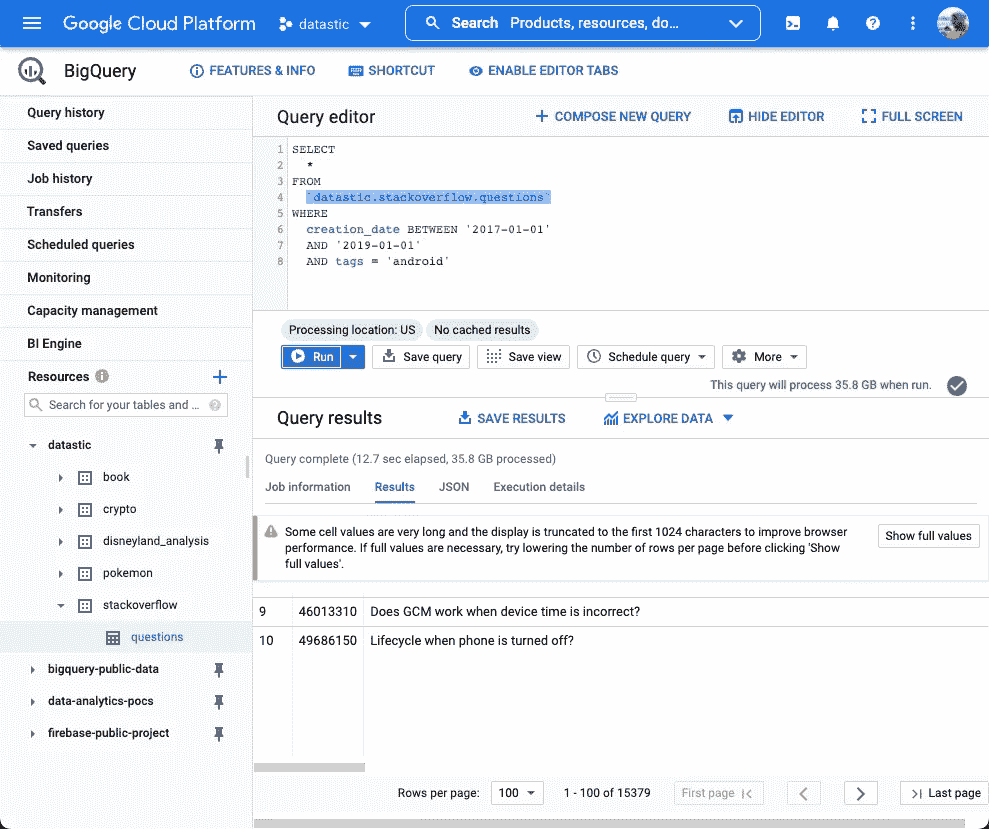 Google Cloud Platform
datastic
Search Products, resources, do...
BigQuery
FEATURES & INFO
SHORTCUT
ENABLE EDITOR TABS
Query history
Saved queries
Job history
Transfers
Scheduled queries
Monitoring
Capacity management
BI Engine
Resources
Search for your tables and ...
datastic
book
crypto
disneyland_analysis
pokemon
stackoverflow
questions
bigquery-public-data
data-analytics-pocs
firebase-public-project
Query editor
COMPOSE NEW QUERY
HIDE EDITOR
FULL SCREEN
1 SELECT
2 *
3 FROM
4 `datastic.stackoverflow.questions`
5 WHERE
6 creation_date BETWEEN '2017-01-01'
7 AND '2019-01-01'
8 AND tags = 'android'
Processing location: US
No cached results
Run
Save query
Save view
Schedule query
More
This query will process 35.8 GB when run.
Query results
SAVE RESULTS
EXPLORE DATA
Query complete (12.7 sec elapsed, 35.8 GB processed)
Job information
Results
JSON
Execution details
Some cell values are very long and the display is truncated to the first 1024 characters to improve browser
performance. If full values are necessary, try lowering the number of rows per page before clicking 'Show
full values'.
Show full values
9 46013310 Does GCM work when device time is incorrect?
10 49686150 Lifecycle when phone is turned off?
Rows per page: 100
1 - 100 of 15379
First page
Last page